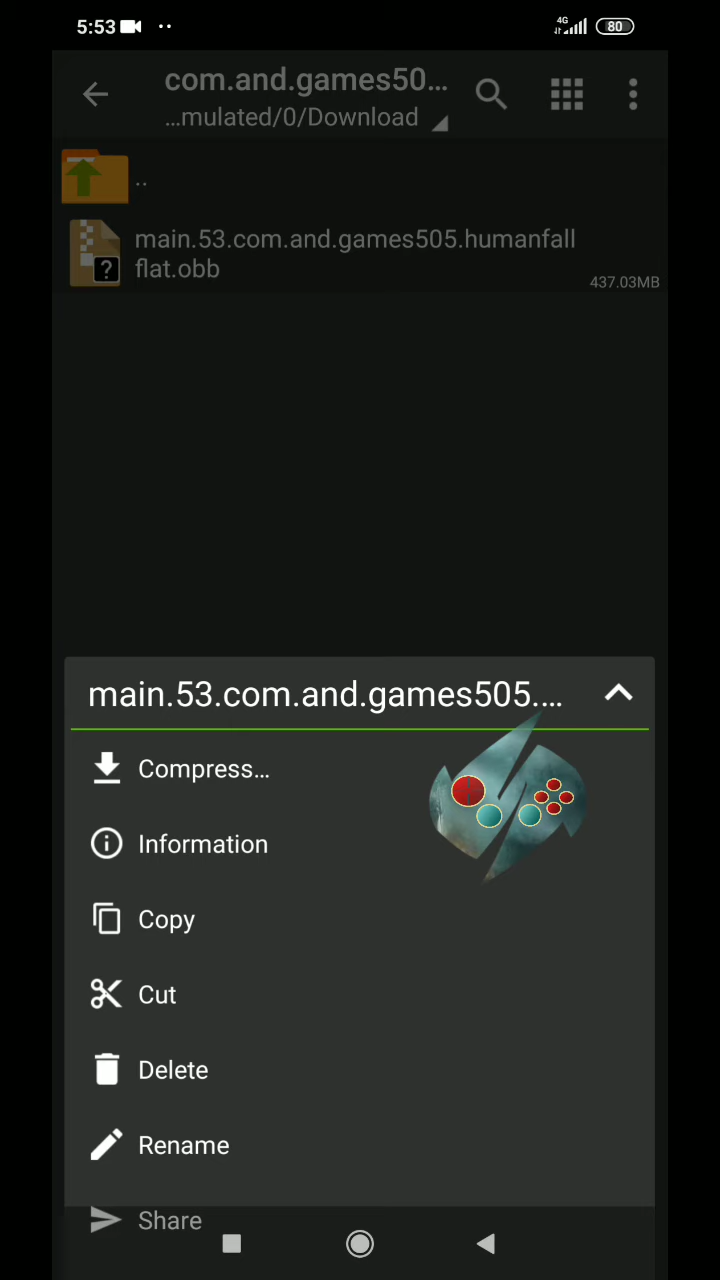 5:53
4G
80
com.and.games50...
...mulated/0/Download
..
main.53.com.and.games505.humanfall
flat.obb
?
437.03MB
main.53.com.and.games505....
Compress...
Information
Copy
Cut
Delete
Rename
Share